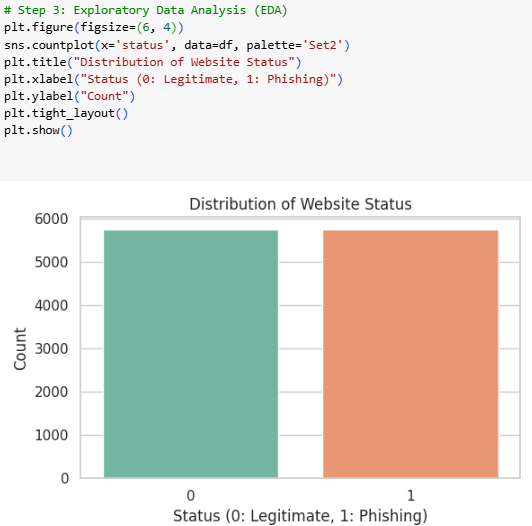 # Step 3: Exploratory Data Analysis (EDA)
plt.figure(figsize=(6, 4))
sns.countplot(x='status', data=df, palette='Set2')
plt.title("Distribution of Website Status")
plt.xlabel("Status (0: Legitimate, 1: Phishing)")
plt.ylabel("Count")
plt.tight_layout()
plt.show()
Distribution of Website Status
6000
5000
4000
3000
2000
1000
0
Count
0 1
Status (0: Legitimate, 1: Phishing)